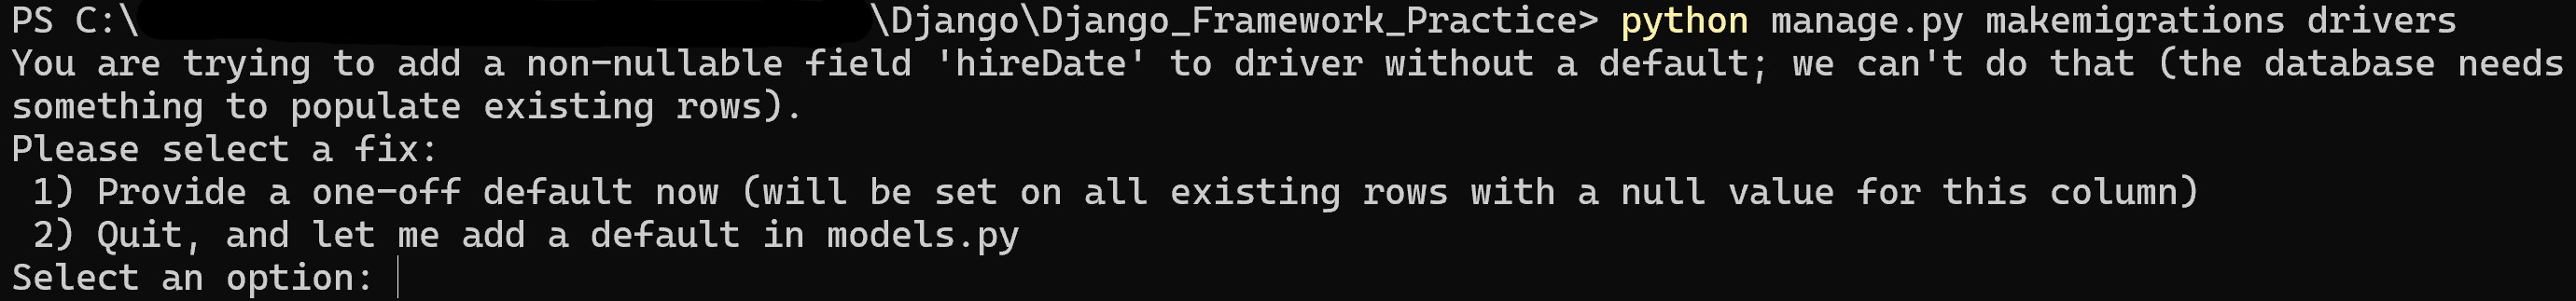 PS C:\ \Django\Django_Framework_Practice> python manage.py makemigrations drivers
You are trying to add a non-nullable field 'hireDate' to driver without a default; we can't do that (the database needs
something to populate existing rows).
Please select a fix:
 1) Provide a one-off default now (will be set on all existing rows with a null value for this column)
 2) Quit, and let me add a default in models.py
Select an option: